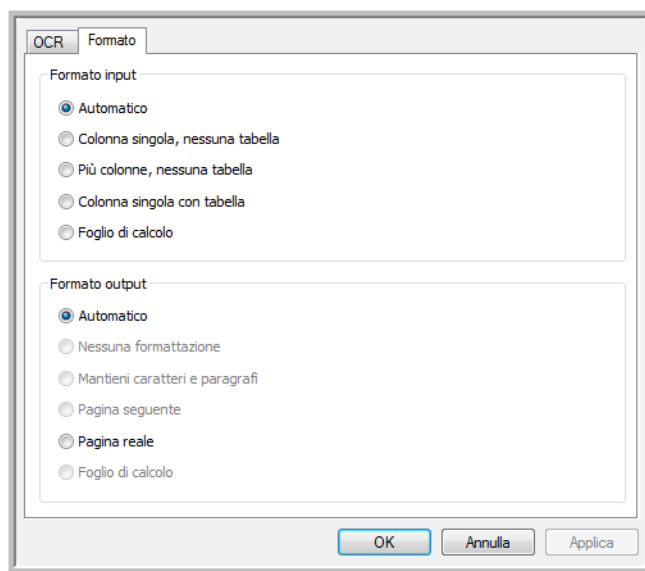 OCR Formato
Formato input
Automatico
Colonna singola, nessuna tabella
Più colonne, nessuna tabella
Colonna singola con tabella
Foglio di calcolo
Formato output
Automatico
Nessuna formattazione
Mantieni caratteri e paragrafi
Pagina seguente
Pagina reale
Foglio di calcolo
OK Annulla Applica